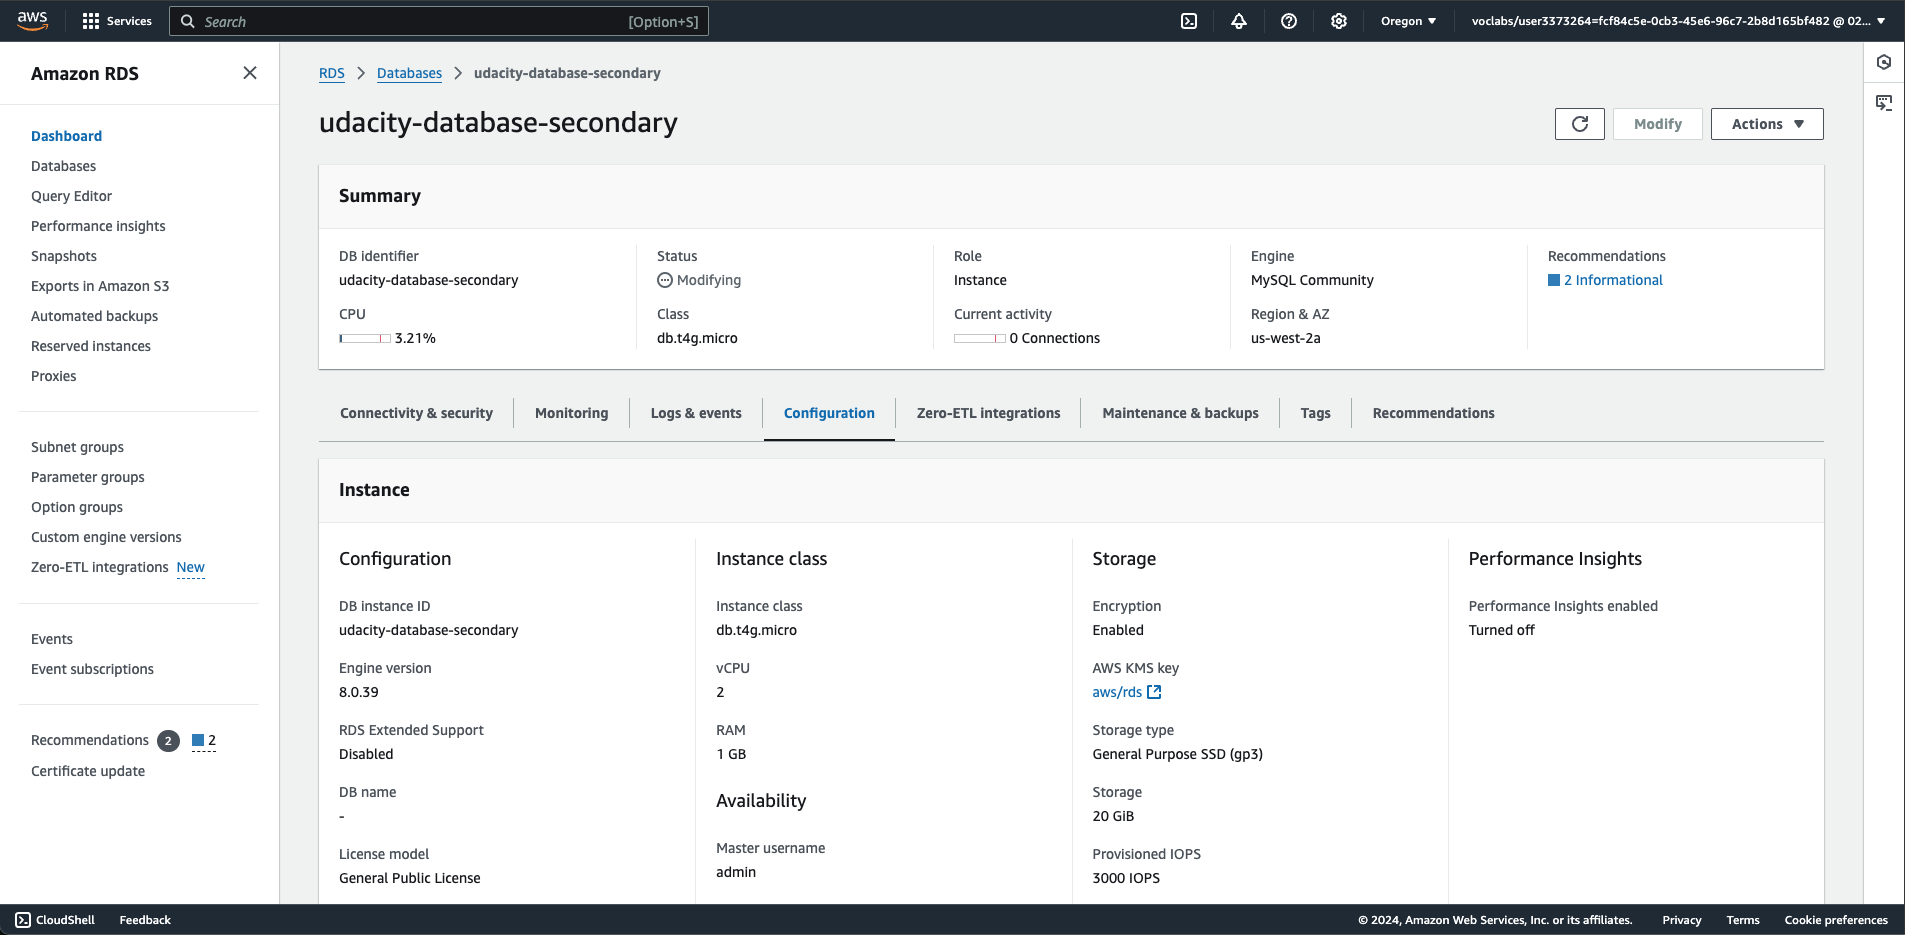 aws
Services
Search
[Option+S]
Oregon
voclabs/user3373264=fcf84c5e-0cb3-45e6-96c7-2b8d165bf482 @ 02...
Amazon RDS
Dashboard
Databases
Query Editor
Performance insights
Snapshots
Exports in Amazon S3
Automated backups
Reserved instances
Proxies
Subnet groups
Parameter groups
Option groups
Custom engine versions
Zero-ETL integrations New
Events
Event subscriptions
Recommendations 2 2
Certificate update
RDS > Databases > udacity-database-secondary
udacity-database-secondary
Modify
Actions
Summary
DB identifier
udacity-database-secondary
CPU
3.21%
Status
Modifying
Class
db.t4g.micro
Role
Instance
Current activity
0 Connections
Engine
MySQL Community
Region & AZ
us-west-2a
Recommendations
2 Informational
Connectivity & security
Monitoring
Logs & events
Configuration
Zero-ETL integrations
Maintenance & backups
Tags
Recommendations
Instance
Configuration
DB instance ID
udacity-database-secondary
Engine version
8.0.39
RDS Extended Support
Disabled
DB name
-
License model
General Public License
Instance class
Instance class
db.t4g.micro
vCPU
2
RAM
1 GB
Availability
Master username
admin
Storage
Encryption
Enabled
AWS KMS key
aws/rds
Storage type
General Purpose SSD (gp3)
Storage
20 GiB
Provisioned IOPS
3000 IOPS
Performance Insights
Performance Insights enabled
Turned off
CloudShell
Feedback
© 2024, Amazon Web Services, Inc. or its affiliates.
Privacy
Terms
Cookie preferences